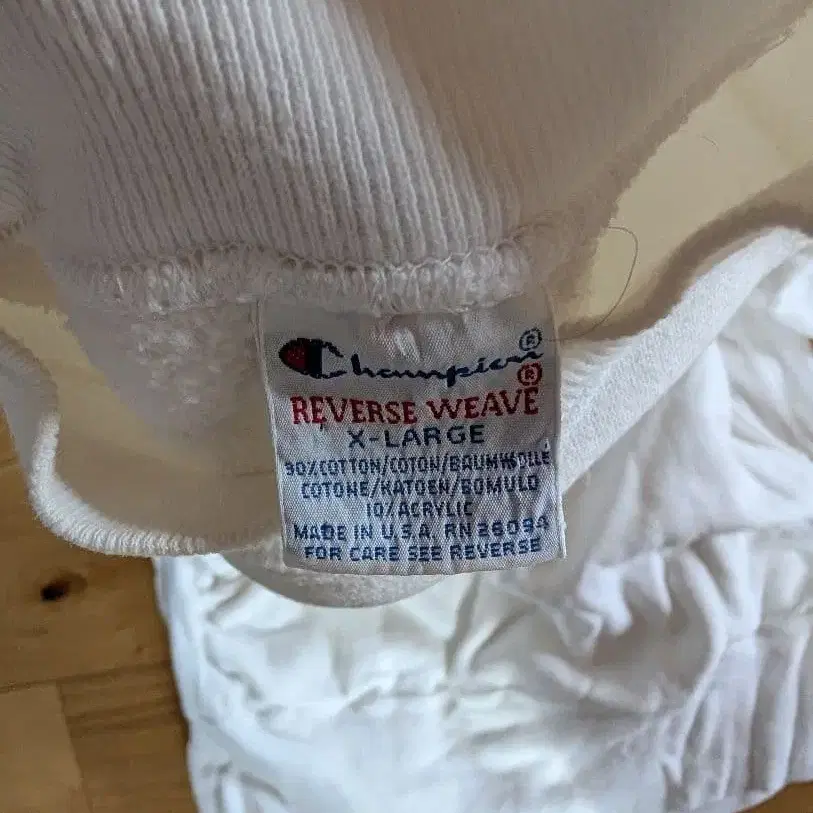 Champion ®
REVERSE WEAVE ®
X-LARGE
90%COTTON/COTON/BAUMWOLLE
COTONE/KATOEN/BOMULD
10%ACRYLIC
MADE IN U.S.A. RN 26094
FOR CARE SEE REVERSE